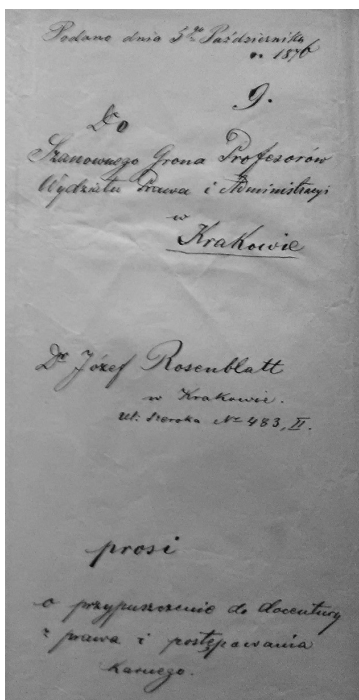 Podano dnia 5go Października
r. 1876
9.
Do
Szanownego Grona Profesorów
Wydziału Prawa i Administracyi
w
Krakowie
Dr Józef Rosenblatt
w Krakowie.
ul. Szeroka No 433, II.
prosi
o przypuszczenie do docentury
z prawa i postępowania
karnego.